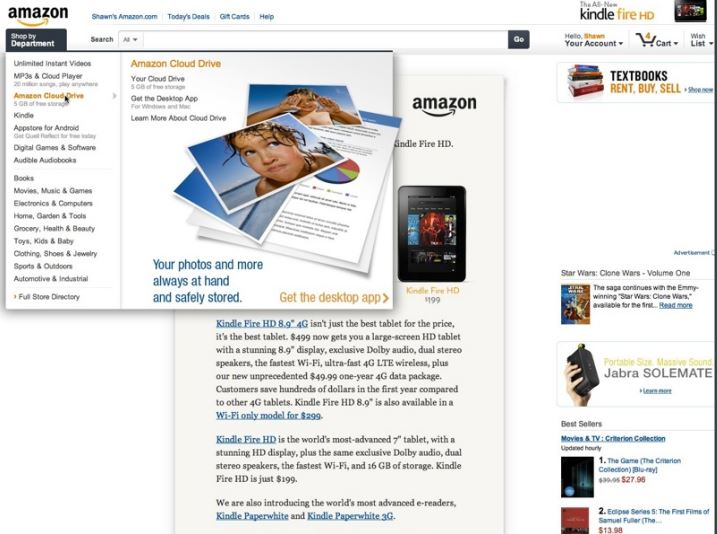 amazon
Shawn's Amazon.com
Today's Deals
Gift Cards
Help
The All-New
kindle fire HD
Shop by
Department
Search
All
Go
Hello, Shawn
Your Account
4
Cart
Wish
List
Unlimited Instant Videos
MP3s & Cloud Player
20 million songs, play anywhere
Amazon Cloud Drive
5 GB of free storage
Kindle
Appstore for Android
Get Quell Reflect for free today
Digital Games & Software
Audible Audiobooks
Books
Movies, Music & Games
Electronics & Computers
Home, Garden & Tools
Grocery, Health & Beauty
Toys, Kids & Baby
Clothing, Shoes & Jewelry
Sports & Outdoors
Automotive & Industrial
Full Store Directory
Amazon Cloud Drive
Your Cloud Drive
5 GB of free storage
Get the Desktop App
For Windows and Mac
Learn More About Cloud Drive
Your photos and more
always at hand
and safely stored.
Get the desktop app
amazon
Kindle Fire HD.
Kindle Fire HD
$199
Kindle Fire HD 8.9" 4G isn't just the best tablet for the price,
it's the best tablet. $499 now gets you a large-screen HD tablet
with a stunning 8.9" display, exclusive Dolby audio, dual stereo
speakers, the fastest Wi-Fi, ultra-fast 4G LTE wireless, plus
our new unprecedented $49.99 one-year 4G data package.
Customers save hundreds of dollars in the first year compared
to other 4G tablets. Kindle Fire HD 8.9" is also available in a
Wi-Fi only model for $299.
Kindle Fire HD is the world's most-advanced 7" tablet, with a
stunning HD display, plus the same exclusive Dolby audio, dual
stereo speakers, the fastest Wi-Fi, and 16 GB of storage. Kindle
Fire HD is just $199.
We are also introducing the world's most advanced e-readers,
Kindle Paperwhite and Kindle Paperwhite 3G.
TEXTBOOKS
RENT, BUY, SELL
Shop now
Advertisement
Star Wars: Clone Wars - Volume One
The saga continues with the Emmy-
winning "Star Wars: Clone Wars,"
available for the first... Read more
Portable Size. Massive Sound.
Jabra SOLEMATE
Learn more
Best Sellers
Movies & TV : Criterion Collection
Updated hourly
1. The Game (The Criterion
Collection) [Blu-ray]
$39.95 $27.96
2. Eclipse Series 5: The First Films of
Samuel Fuller (The...
$13.98